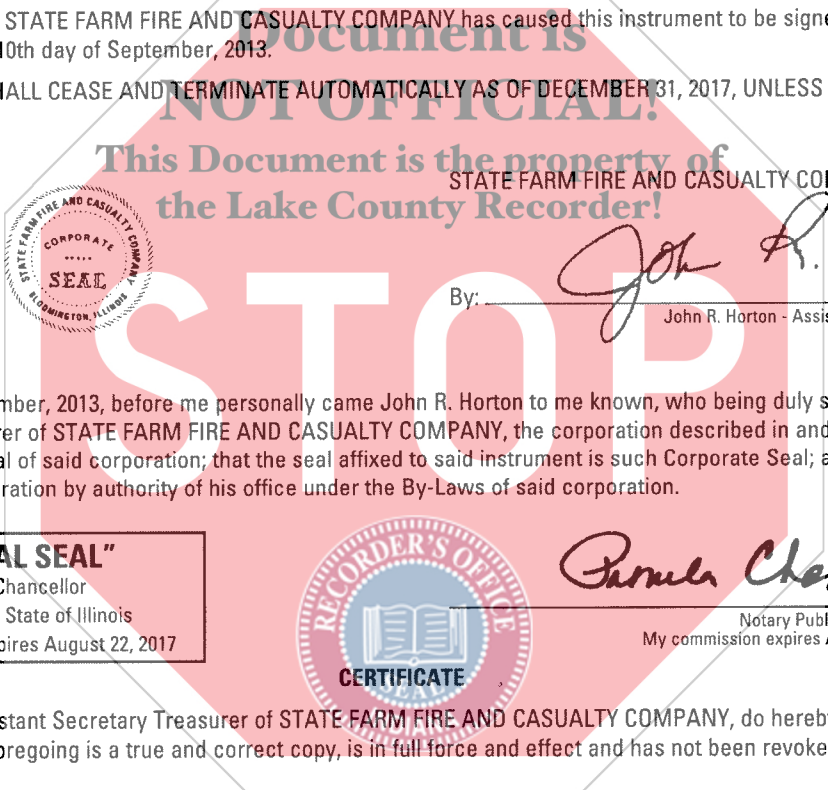 STATE FARM FIRE AND CASUALTY COMPANY has caused this instrument to be signe
10th day of September, 2013.
HALL CEASE AND TERMINATE AUTOMATICALLY AS OF DECEMBER 31, 2017, UNLESS
Document is
NOT OFFICIAL!
This Document is the property of
the Lake County Recorder!
STOP
STATE FARM FIRE AND CASUALTY CO
STATE FARM FIRE AND CASUALTY COMPANY
CORPORATE
SEAL
BLOOMINGTON, ILLINOIS
John R.
By:
John R. Horton - Assis
mber, 2013, before me personally came John R. Horton to me known, who being duly s
er of STATE FARM FIRE AND CASUALTY COMPANY, the corporation described in and
al of said corporation; that the seal affixed to said instrument is such Corporate Seal; a
ration by authority of his office under the By-Laws of said corporation.
AL SEAL"
Chancellor
State of Illinois
pires August 22, 2017
Pamela Cha
Notary Publ
My commission expires A
RECORDER'S OFFICE
SEAL
CERTIFICATE
stant Secretary Treasurer of STATE FARM FIRE AND CASUALTY COMPANY, do hereb
oregoing is a true and correct copy, is in full force and effect and has not been revoke